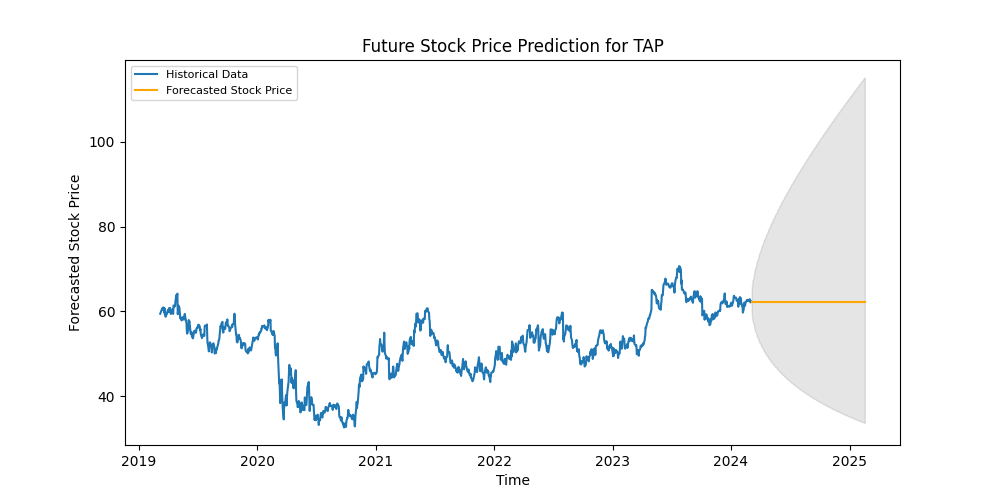 Future Stock Price Prediction for TAP
Historical Data
Forecasted Stock Price
Forecasted Stock Price
100
80
60
40
2019 2020 2021 2022 2023 2024 2025
Time